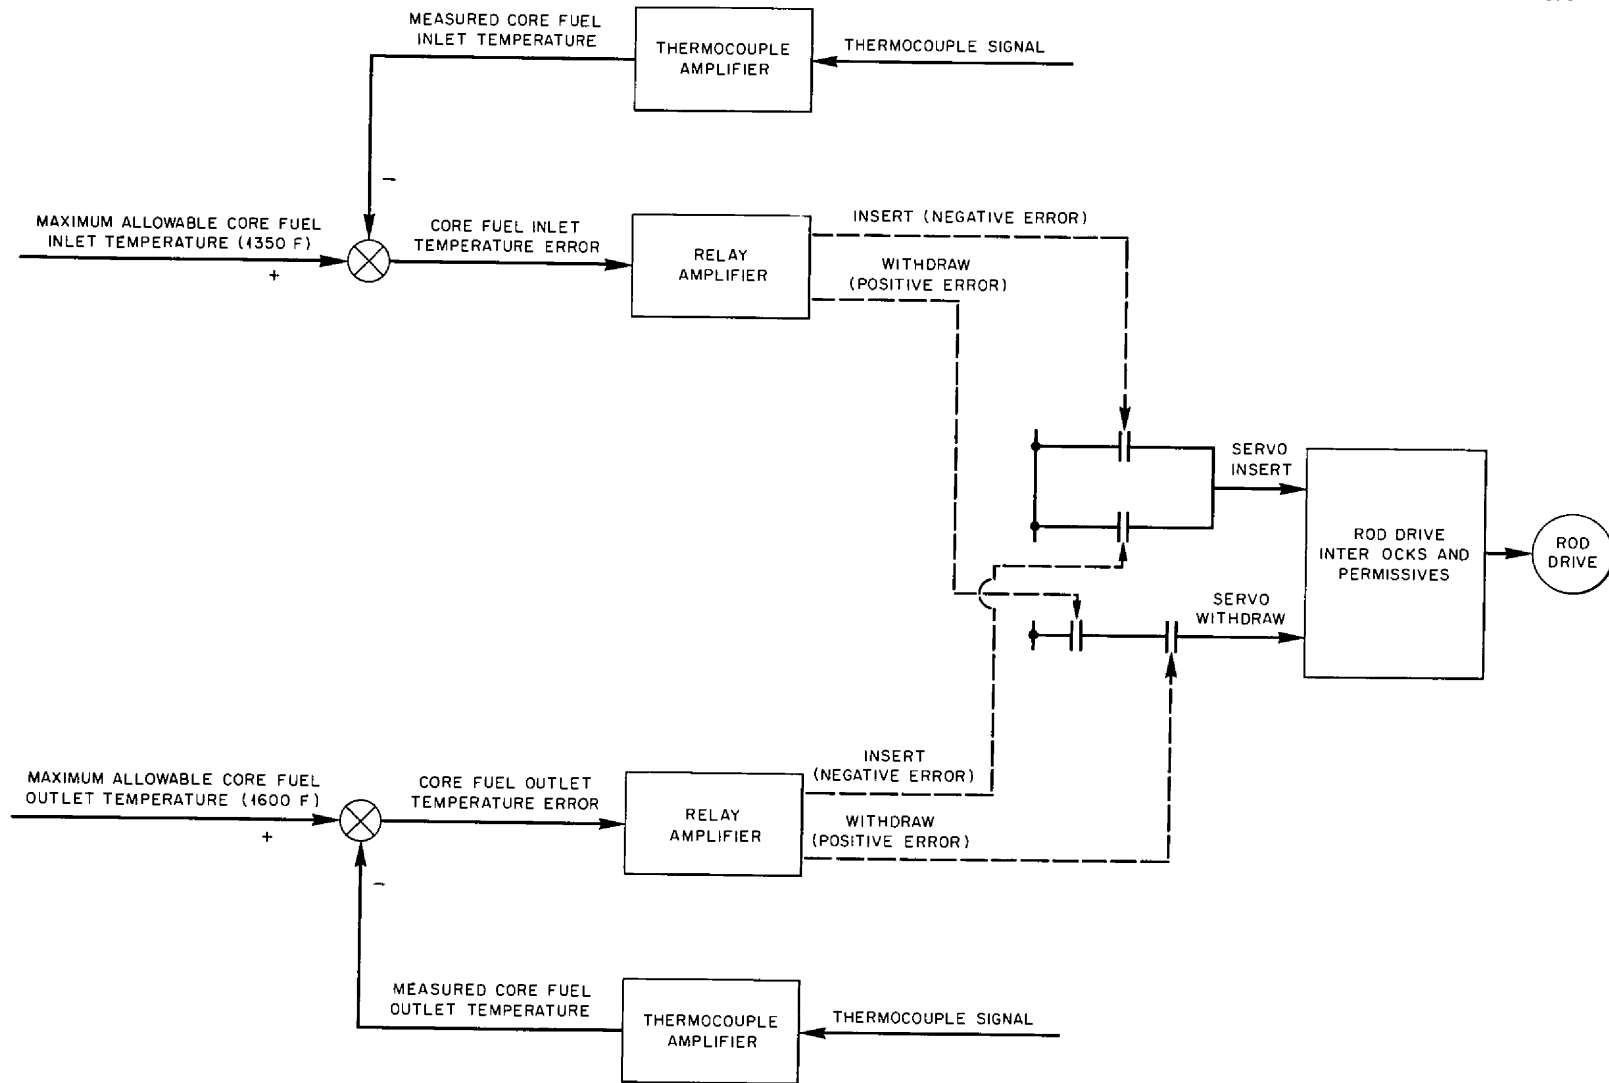 MEASURED CORE FUEL
INLET TEMPERATURE
THERMOCOUPLE
AMPLIFIER
THERMOCOUPLE SIGNAL
−
MAXIMUM ALLOWABLE CORE FUEL
INLET TEMPERATURE (1350 F)
+
CORE FUEL INLET
TEMPERATURE ERROR
RELAY
AMPLIFIER
INSERT (NEGATIVE ERROR)
WITHDRAW
(POSITIVE ERROR)
SERVO
INSERT
ROD DRIVE
INTER OCKS AND
PERMISSIVES
ROD
DRIVE
SERVO
WITHDRAW
MAXIMUM ALLOWABLE CORE FUEL
OUTLET TEMPERATURE (1600 F)
+
CORE FUEL OUTLET
TEMPERATURE ERROR
RELAY
AMPLIFIER
INSERT
(NEGATIVE ERROR)
WITHDRAW
(POSITIVE ERROR)
−
MEASURED CORE FUEL
OUTLET TEMPERATURE
THERMOCOUPLE
AMPLIFIER
THERMOCOUPLE SIGNAL